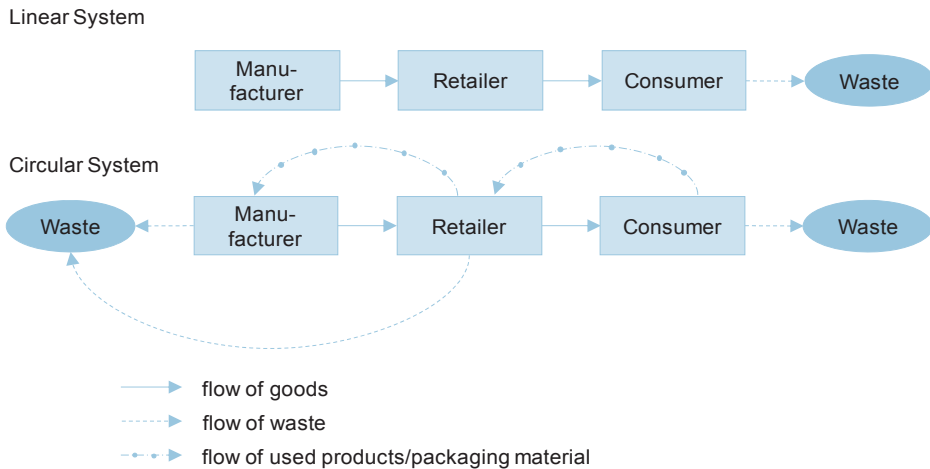 Linear System
Manu-
facturer
Retailer
Consumer
Waste
Circular System
Waste
Manu-
facturer
Retailer
Consumer
Waste
flow of goods
flow of waste
flow of used products/packaging material